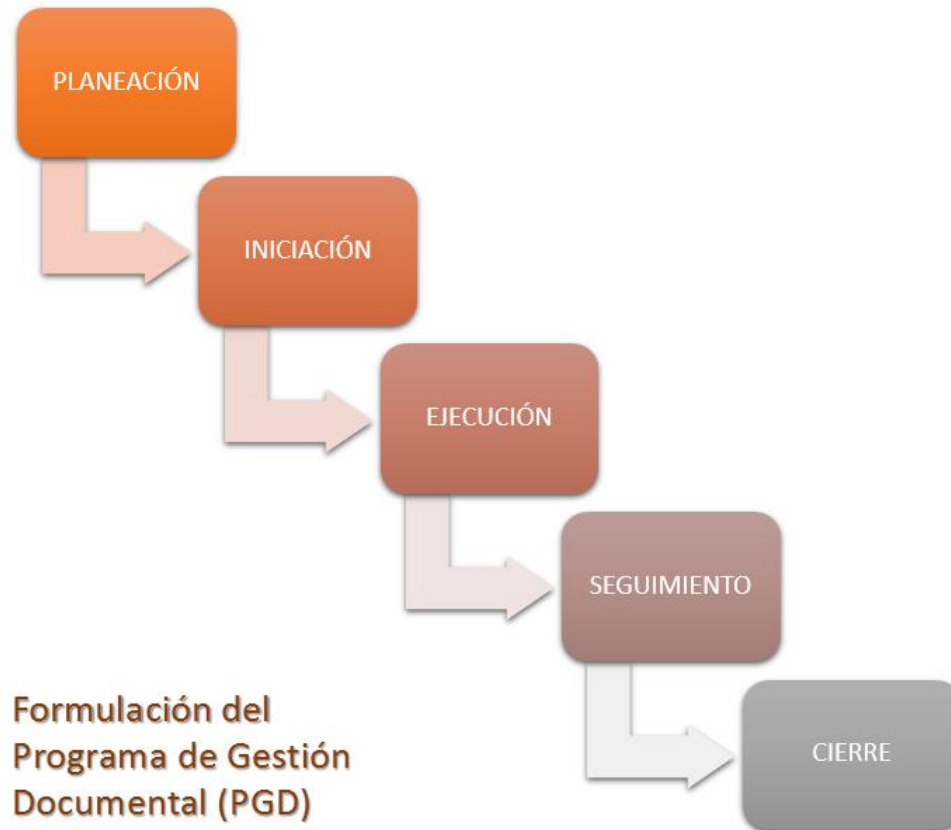 PLANEACIÓN
INICIACIÓN
EJECUCIÓN
SEGUIMIENTO
CIERRE
Formulación del
Programa de Gestión
Documental (PGD)